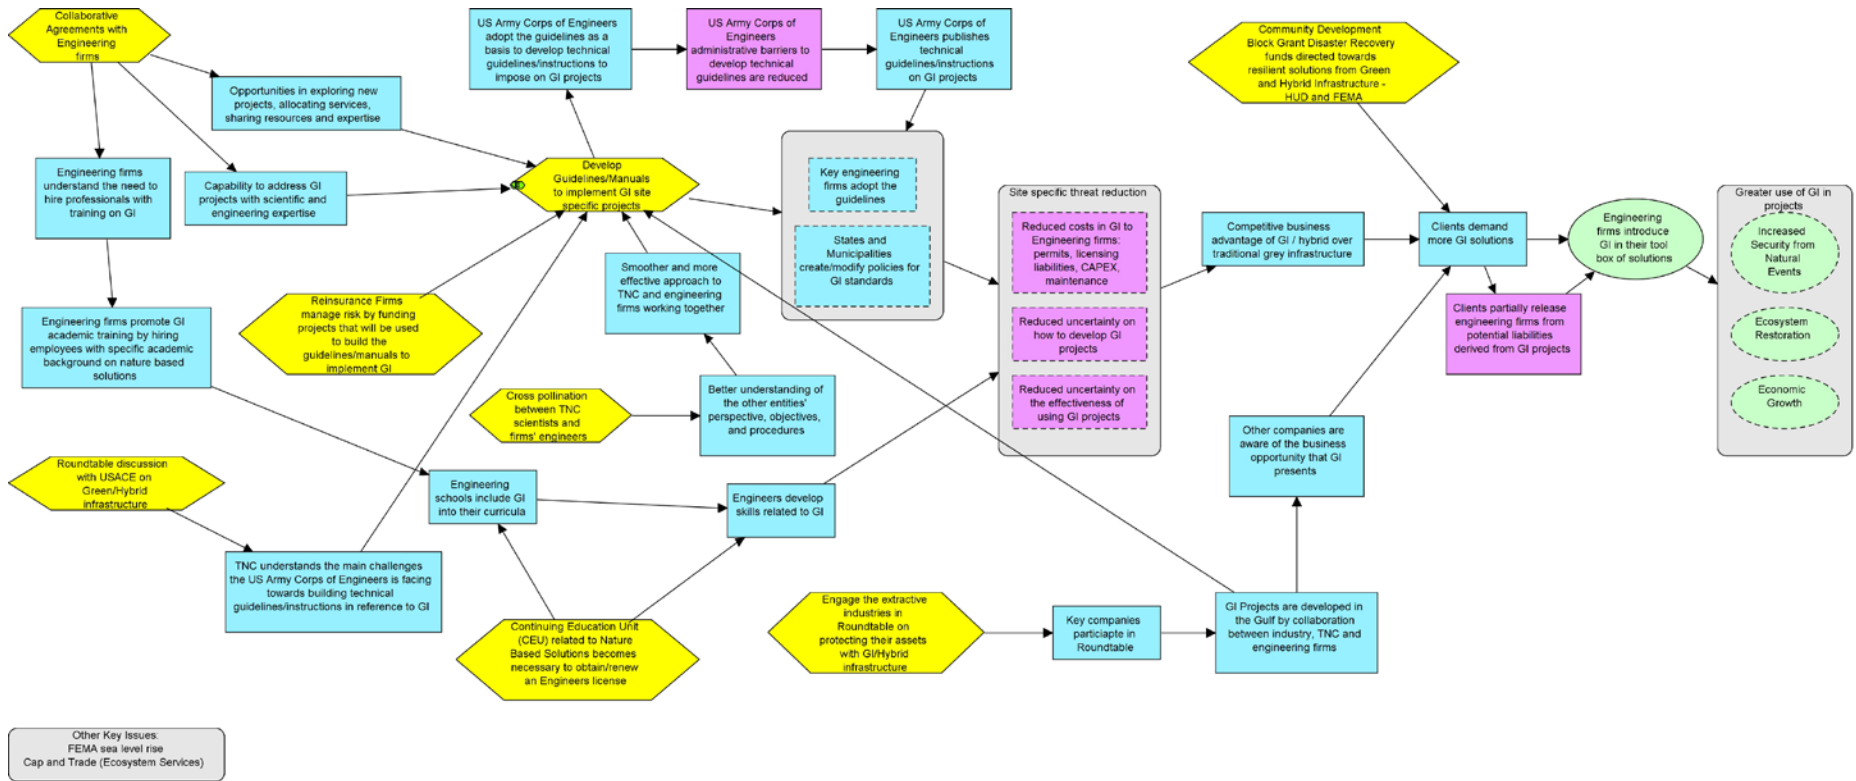 Collaborative
Agreements with
Engineering
firms
US Army Corps of Engineers
adopt the guidelines as a
basis to develop technical
guidelines/instructions to
impose on GI projects
US Army Corps of
Engineers
administrative barriers to
develop technical
guidelines are reduced
US Army Corps of
Engineers publishes
technical
guidelines/instructions
on GI projects
Community Development
Block Grant Disaster Recovery
funds directed towards
resilient solutions from Green
and Hybrid Infrastructure -
HUD and FEMA
Opportunities in exploring new
projects, allocating services,
sharing resources and expertise
Engineering firms
understand the need to
hire professionals with
training on GI
Capability to address GI
projects with scientific and
engineering expertise
Develop
Guidelines/Manuals
to implement GI site
specific projects
Key engineering
firms adopt the
guidelines
States and
Municipalities
create/modify policies for
GI standards
Site specific threat reduction
Reduced costs in GI to
Engineering firms:
permits, licensing
liabilities, CAPEX,
maintenance
Reduced uncertainty on
how to develop GI
projects
Reduced uncertainty on
the effectiveness of
using GI projects
Competitive business
advantage of GI / hybrid over
traditional grey infrastructure
Clients demand
more GI solutions
Engineering
firms introduce
GI in their tool
box of solutions
Greater use of GI in
projects
Increased
Security from
Natural
Events
Ecosystem
Restoration
Economic
Growth
Clients partially release
engineering firms from
potential liabilities
derived from GI projects
Smoother and more
effective approach to
TNC and engineering
firms working together
Reinsurance Firms
manage risk by funding
projects that will be used
to build the
guidelines/manuals to
implement GI
Engineering firms promote GI
academic training by hiring
employees with specific academic
background on nature based
solutions
Cross pollination
between TNC
scientists and
firms' engineers
Better understanding of
the other entities'
perspective, objectives,
and procedures
Other companies are
aware of the business
opportunity that GI
presents
Roundtable discussion
with USACE on
Green/Hybrid
infrastructure
Engineering
schools include GI
into their curricula
Engineers develop
skills related to GI
TNC understands the main challenges
the US Army Corps of Engineers is facing
towards building technical
guidelines/instructions in reference to GI
Continuing Education Unit
(CEU) related to Nature
Based Solutions becomes
necessary to obtain/renew
an Engineers license
Engage the extractive
industries in
Roundtable on
protecting their assets
with GI/Hybrid
infrastructure
Key companies
particiapte in
Roundtable
GI Projects are developed in
the Gulf by collaboration
between industry, TNC and
engineering firms
Other Key Issues:
FEMA sea level rise
Cap and Trade (Ecosystem Services)